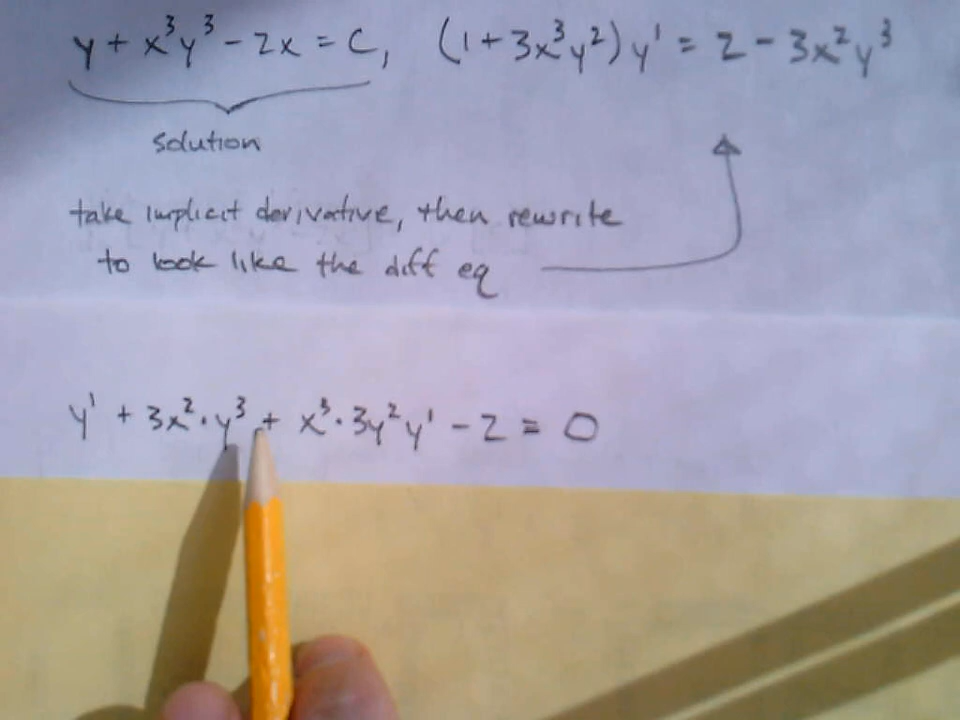 y + x³y³ - 2x = C, (1 + 3x³y²)y' = 2 - 3x²y³
solution
take implicit derivative, then rewrite
to look like the diff eq
y' + 3x²·y³ + x³·3y²y' - 2 = 0